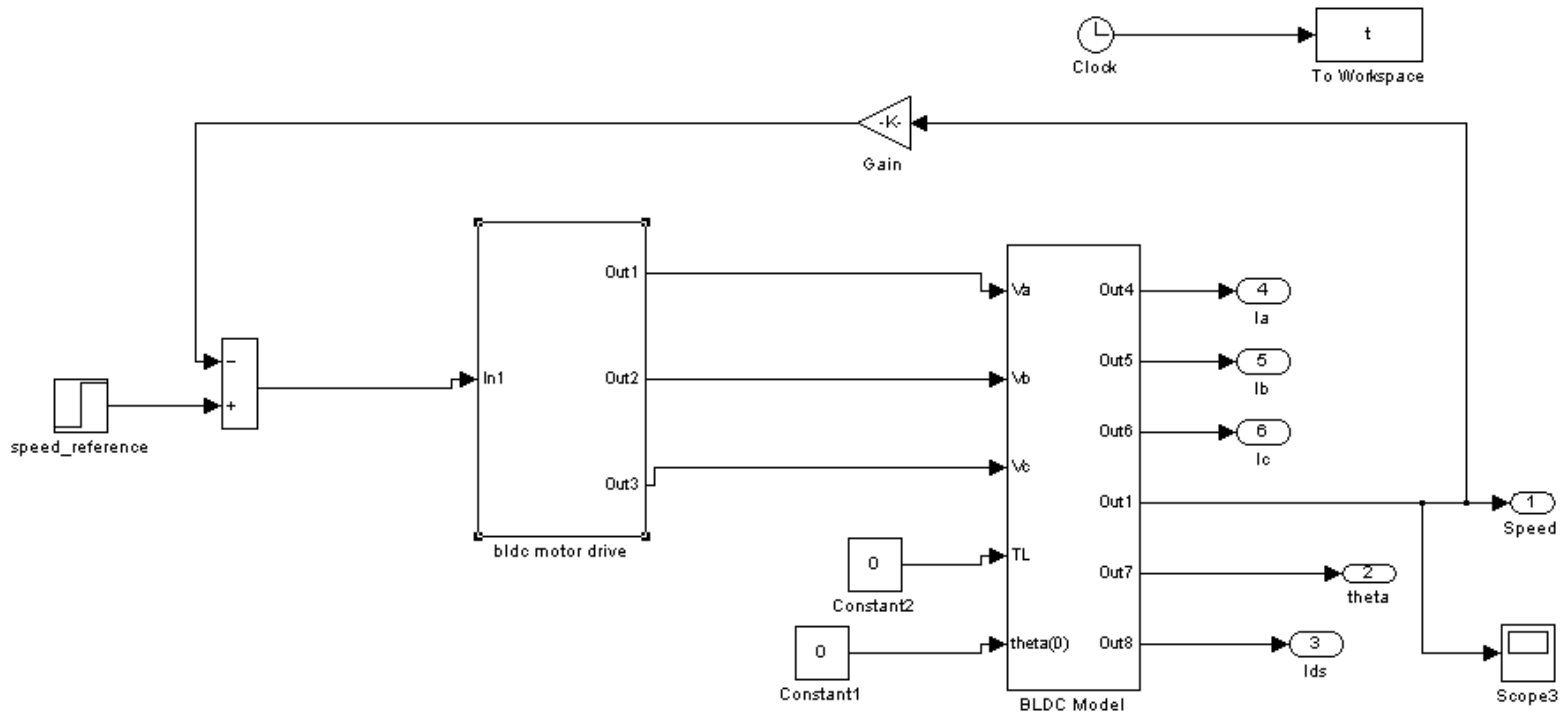 t
Clock
To Workspace
-K-
Gain
Out1
Va
Out4
4
Ia
−
In1
Out2
Vb
Out5
5
Ib
+
speed_reference
Out6
6
Ic
Out3
Vc
Out1
1
Speed
bldc motor drive
0
TL
Constant2
Out7
2
theta
0
theta(0)
Out8
3
Ids
Constant1
BLDC Model
Scope3